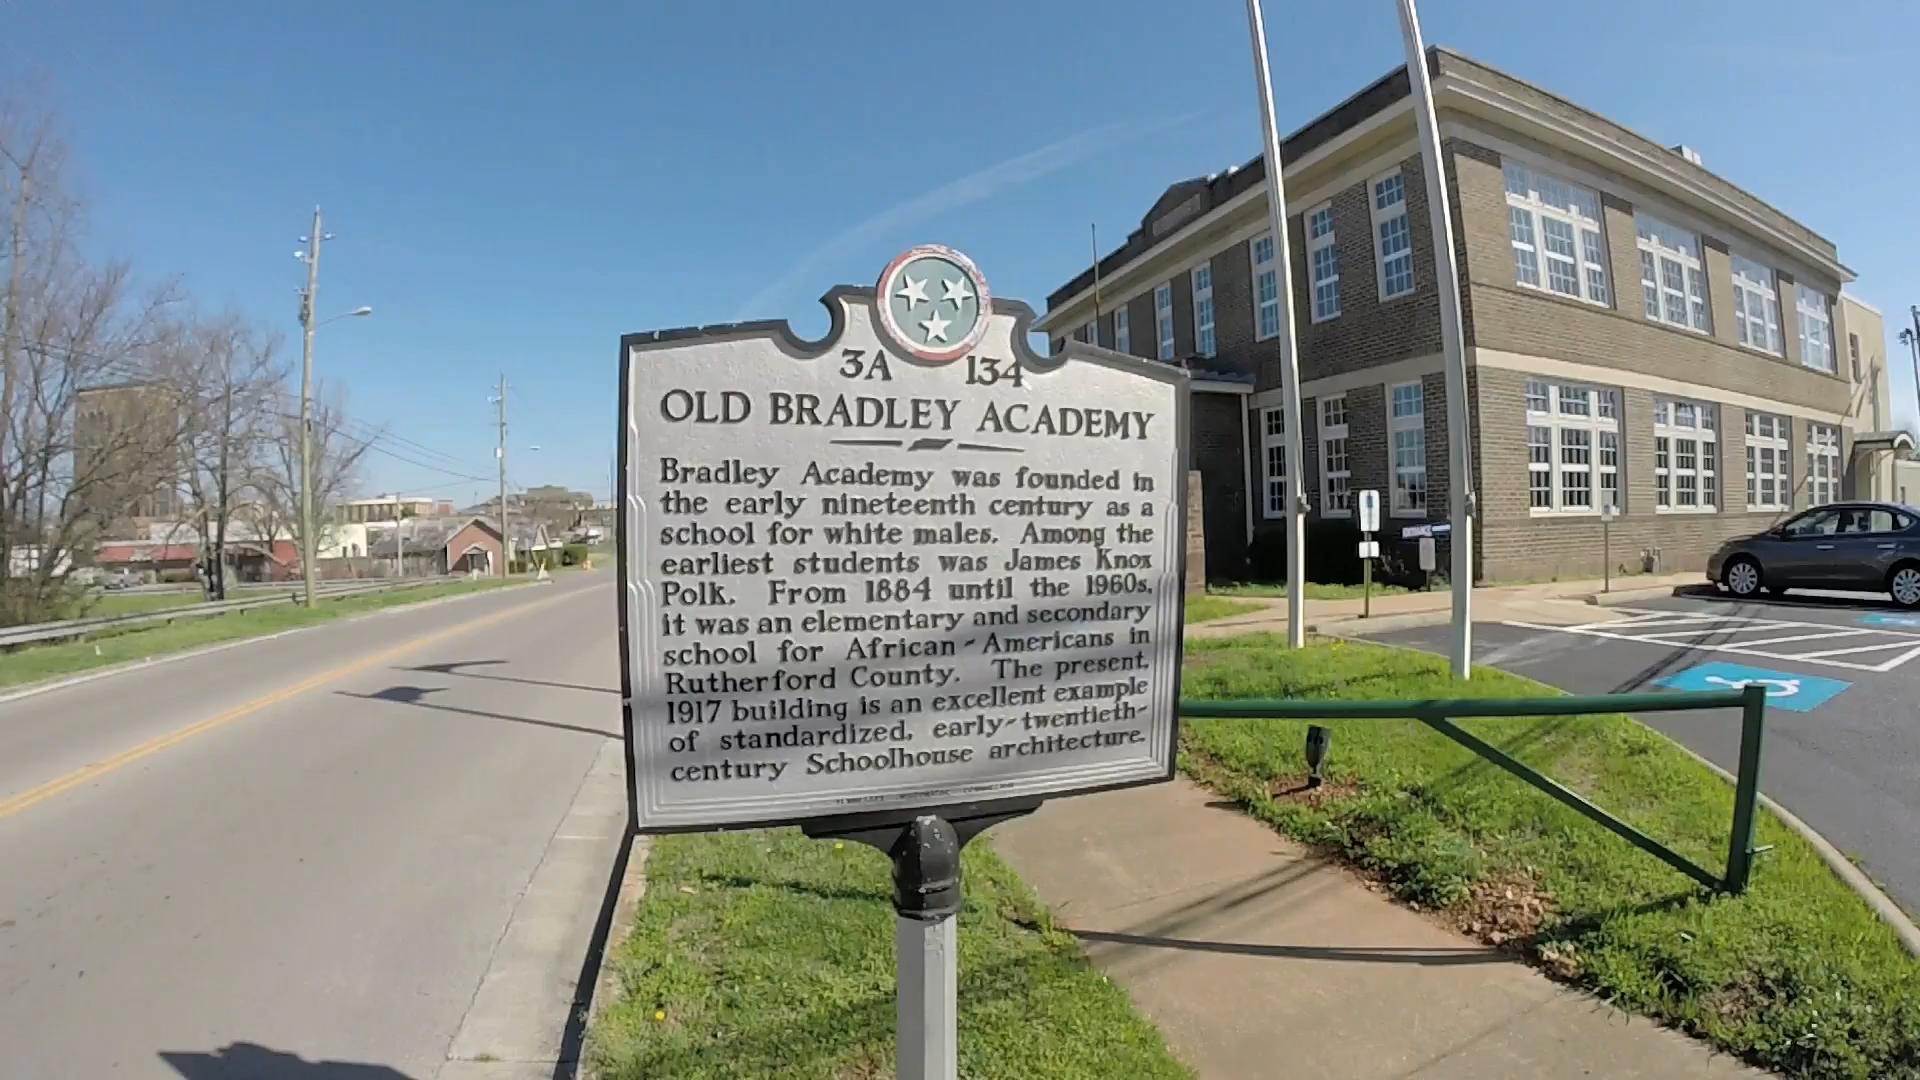 3A 134
OLD BRADLEY ACADEMY
Bradley Academy was founded in
the early nineteenth century as a
school for white males. Among the
earliest students was James Knox
Polk. From 1884 until the 1960s,
it was an elementary and secondary
school for African-Americans in
Rutherford County. The present,
1917 building is an excellent example
of standardized, early-twentieth-
century Schoolhouse architecture.